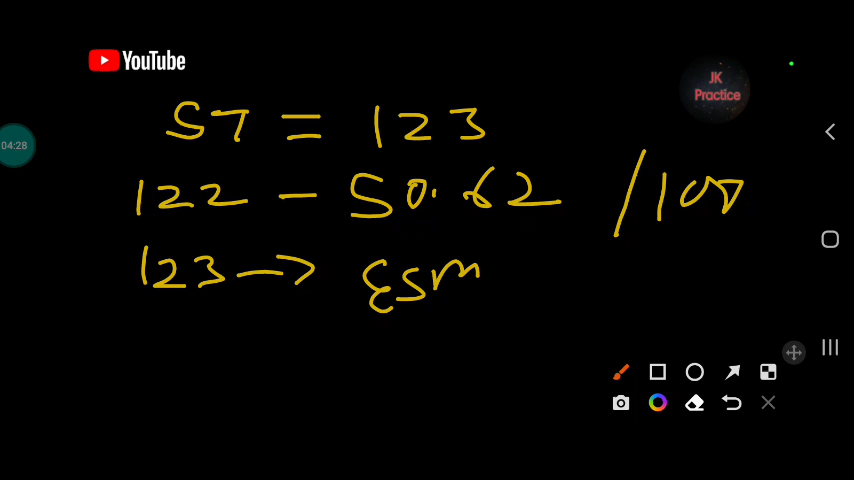 YouTube
JK
Practice
04:28
ST = 123
122 - 50.62 /100
123 → ESM